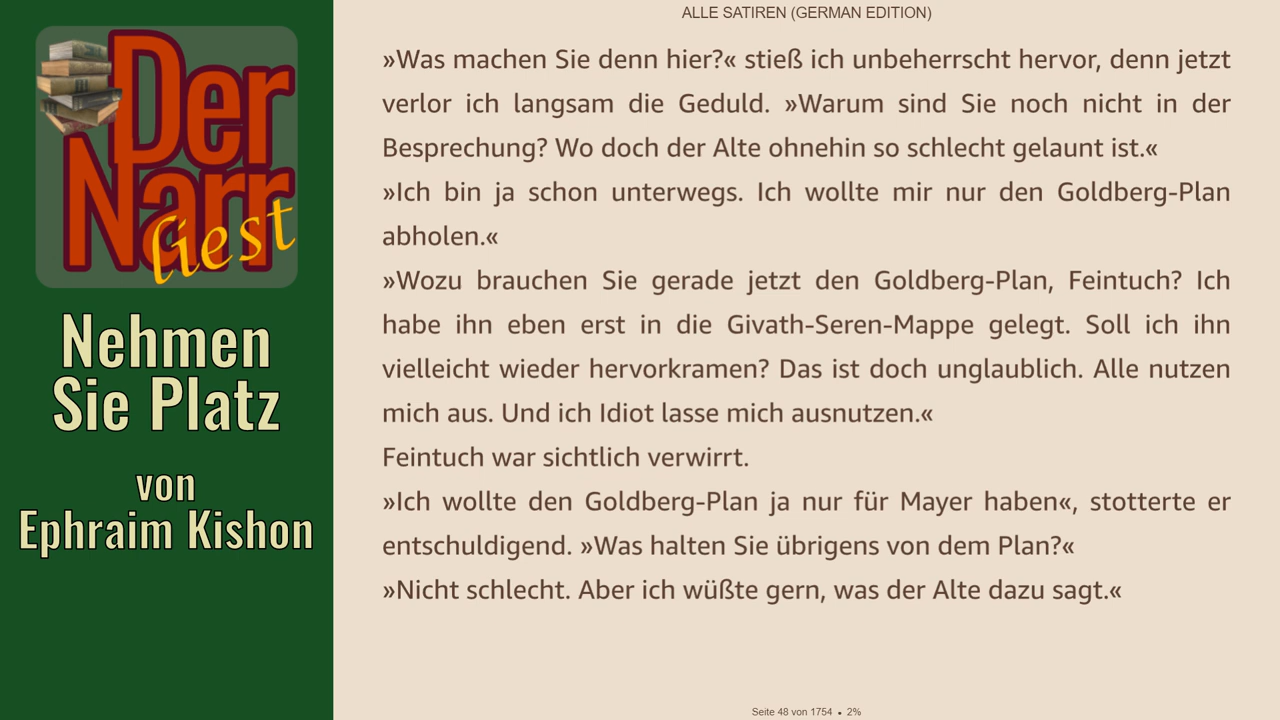 Der
Narr
liest
Nehmen
Sie Platz
von
Ephraim Kishon
ALLE SATIREN (GERMAN EDITION)
»Was machen Sie denn hier?« stieß ich unbeherrscht hervor, denn jetzt
verlor ich langsam die Geduld. »Warum sind Sie noch nicht in der
Besprechung? Wo doch der Alte ohnehin so schlecht gelaunt ist.«
»Ich bin ja schon unterwegs. Ich wollte mir nur den Goldberg-Plan
abholen.«
»Wozu brauchen Sie gerade jetzt den Goldberg-Plan, Feintuch? Ich
habe ihn eben erst in die Givath-Seren-Mappe gelegt. Soll ich ihn
vielleicht wieder hervorkramen? Das ist doch unglaublich. Alle nutzen
mich aus. Und ich Idiot lasse mich ausnutzen.«
Feintuch war sichtlich verwirrt.
»Ich wollte den Goldberg-Plan ja nur für Mayer haben«, stotterte er
entschuldigend. »Was halten Sie übrigens von dem Plan?«
»Nicht schlecht. Aber ich wüßte gern, was der Alte dazu sagt.«
Seite 48 von 1754 • 2%